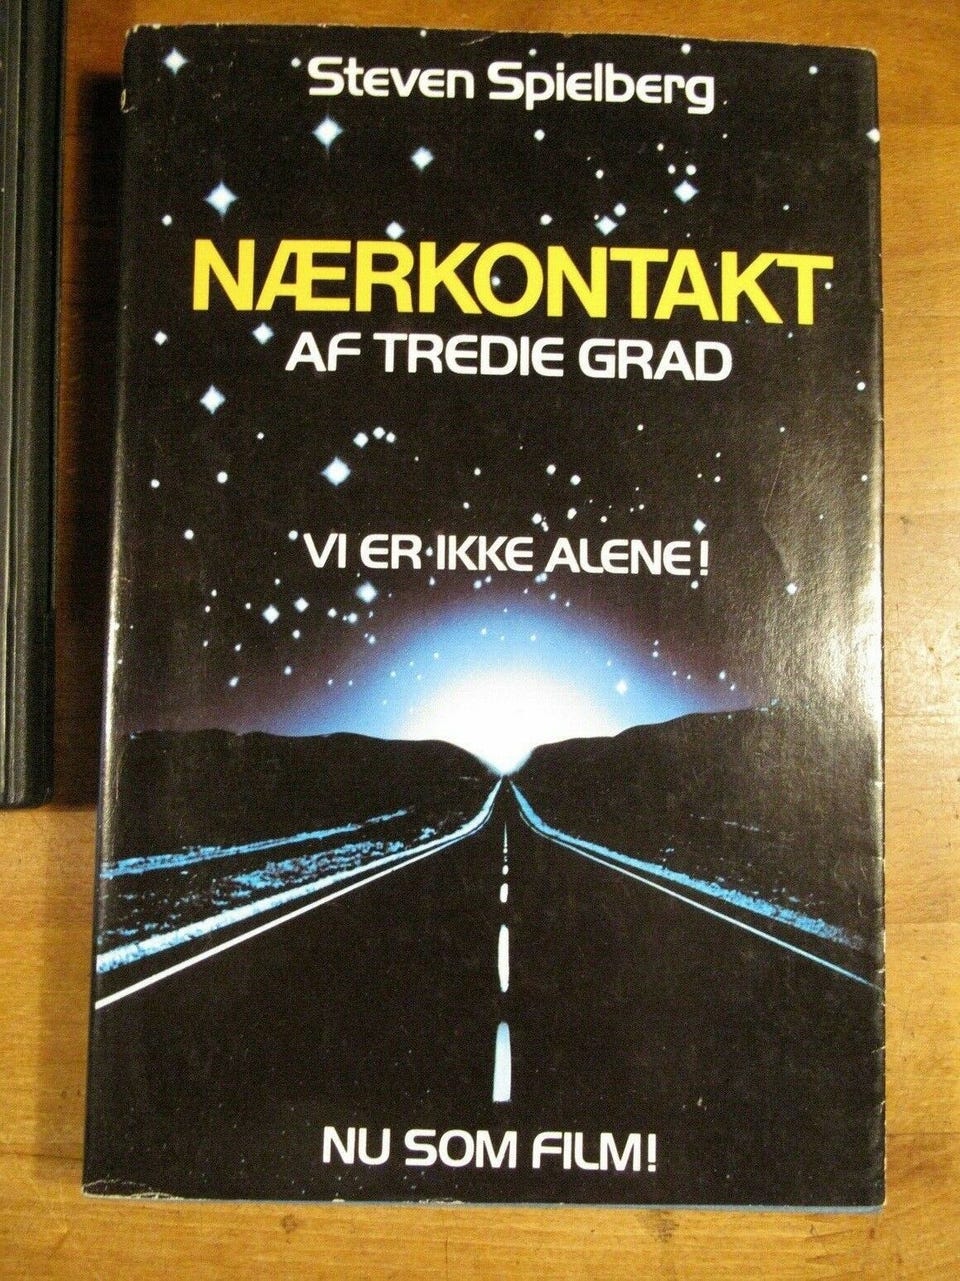 Steven Spielberg
NÆRKONTAKT
AF TREDIE GRAD
VI ER IKKE ALENE!
NU SOM FILM!